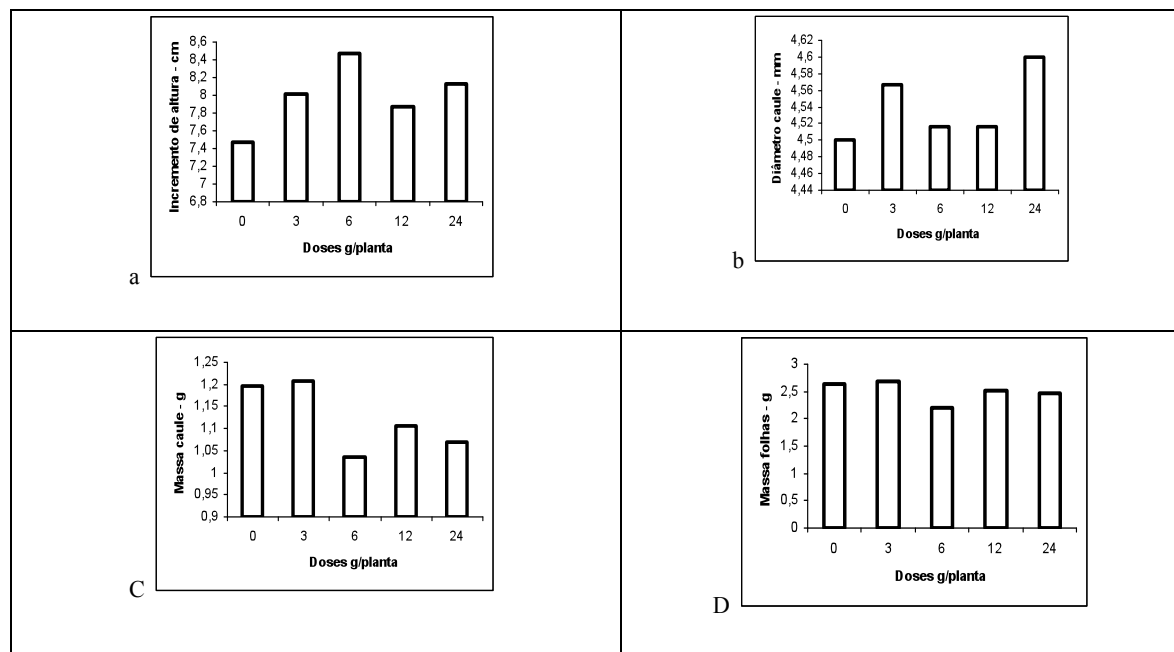 Incremento de altura - cm
8,6
8,4
8,2
8
7,8
7,6
7,4
7,2
7
6,8
0 3 6 12 24
Doses g/planta
a
Diâmetro caule - mm
4,62
4,6
4,58
4,56
4,54
4,52
4,50
4,48
4,46
4,44
0 3 6 12 24
Doses g/planta
b
Massa caule - g
1,25
1,2
1,15
1,1
1,05
1
0,95
0,9
0 3 6 12 24
Doses g/planta
C
Massa folhas - g
3
2,5
2
1,5
1
0,5
0
0 3 6 12 24
Doses g/planta
D